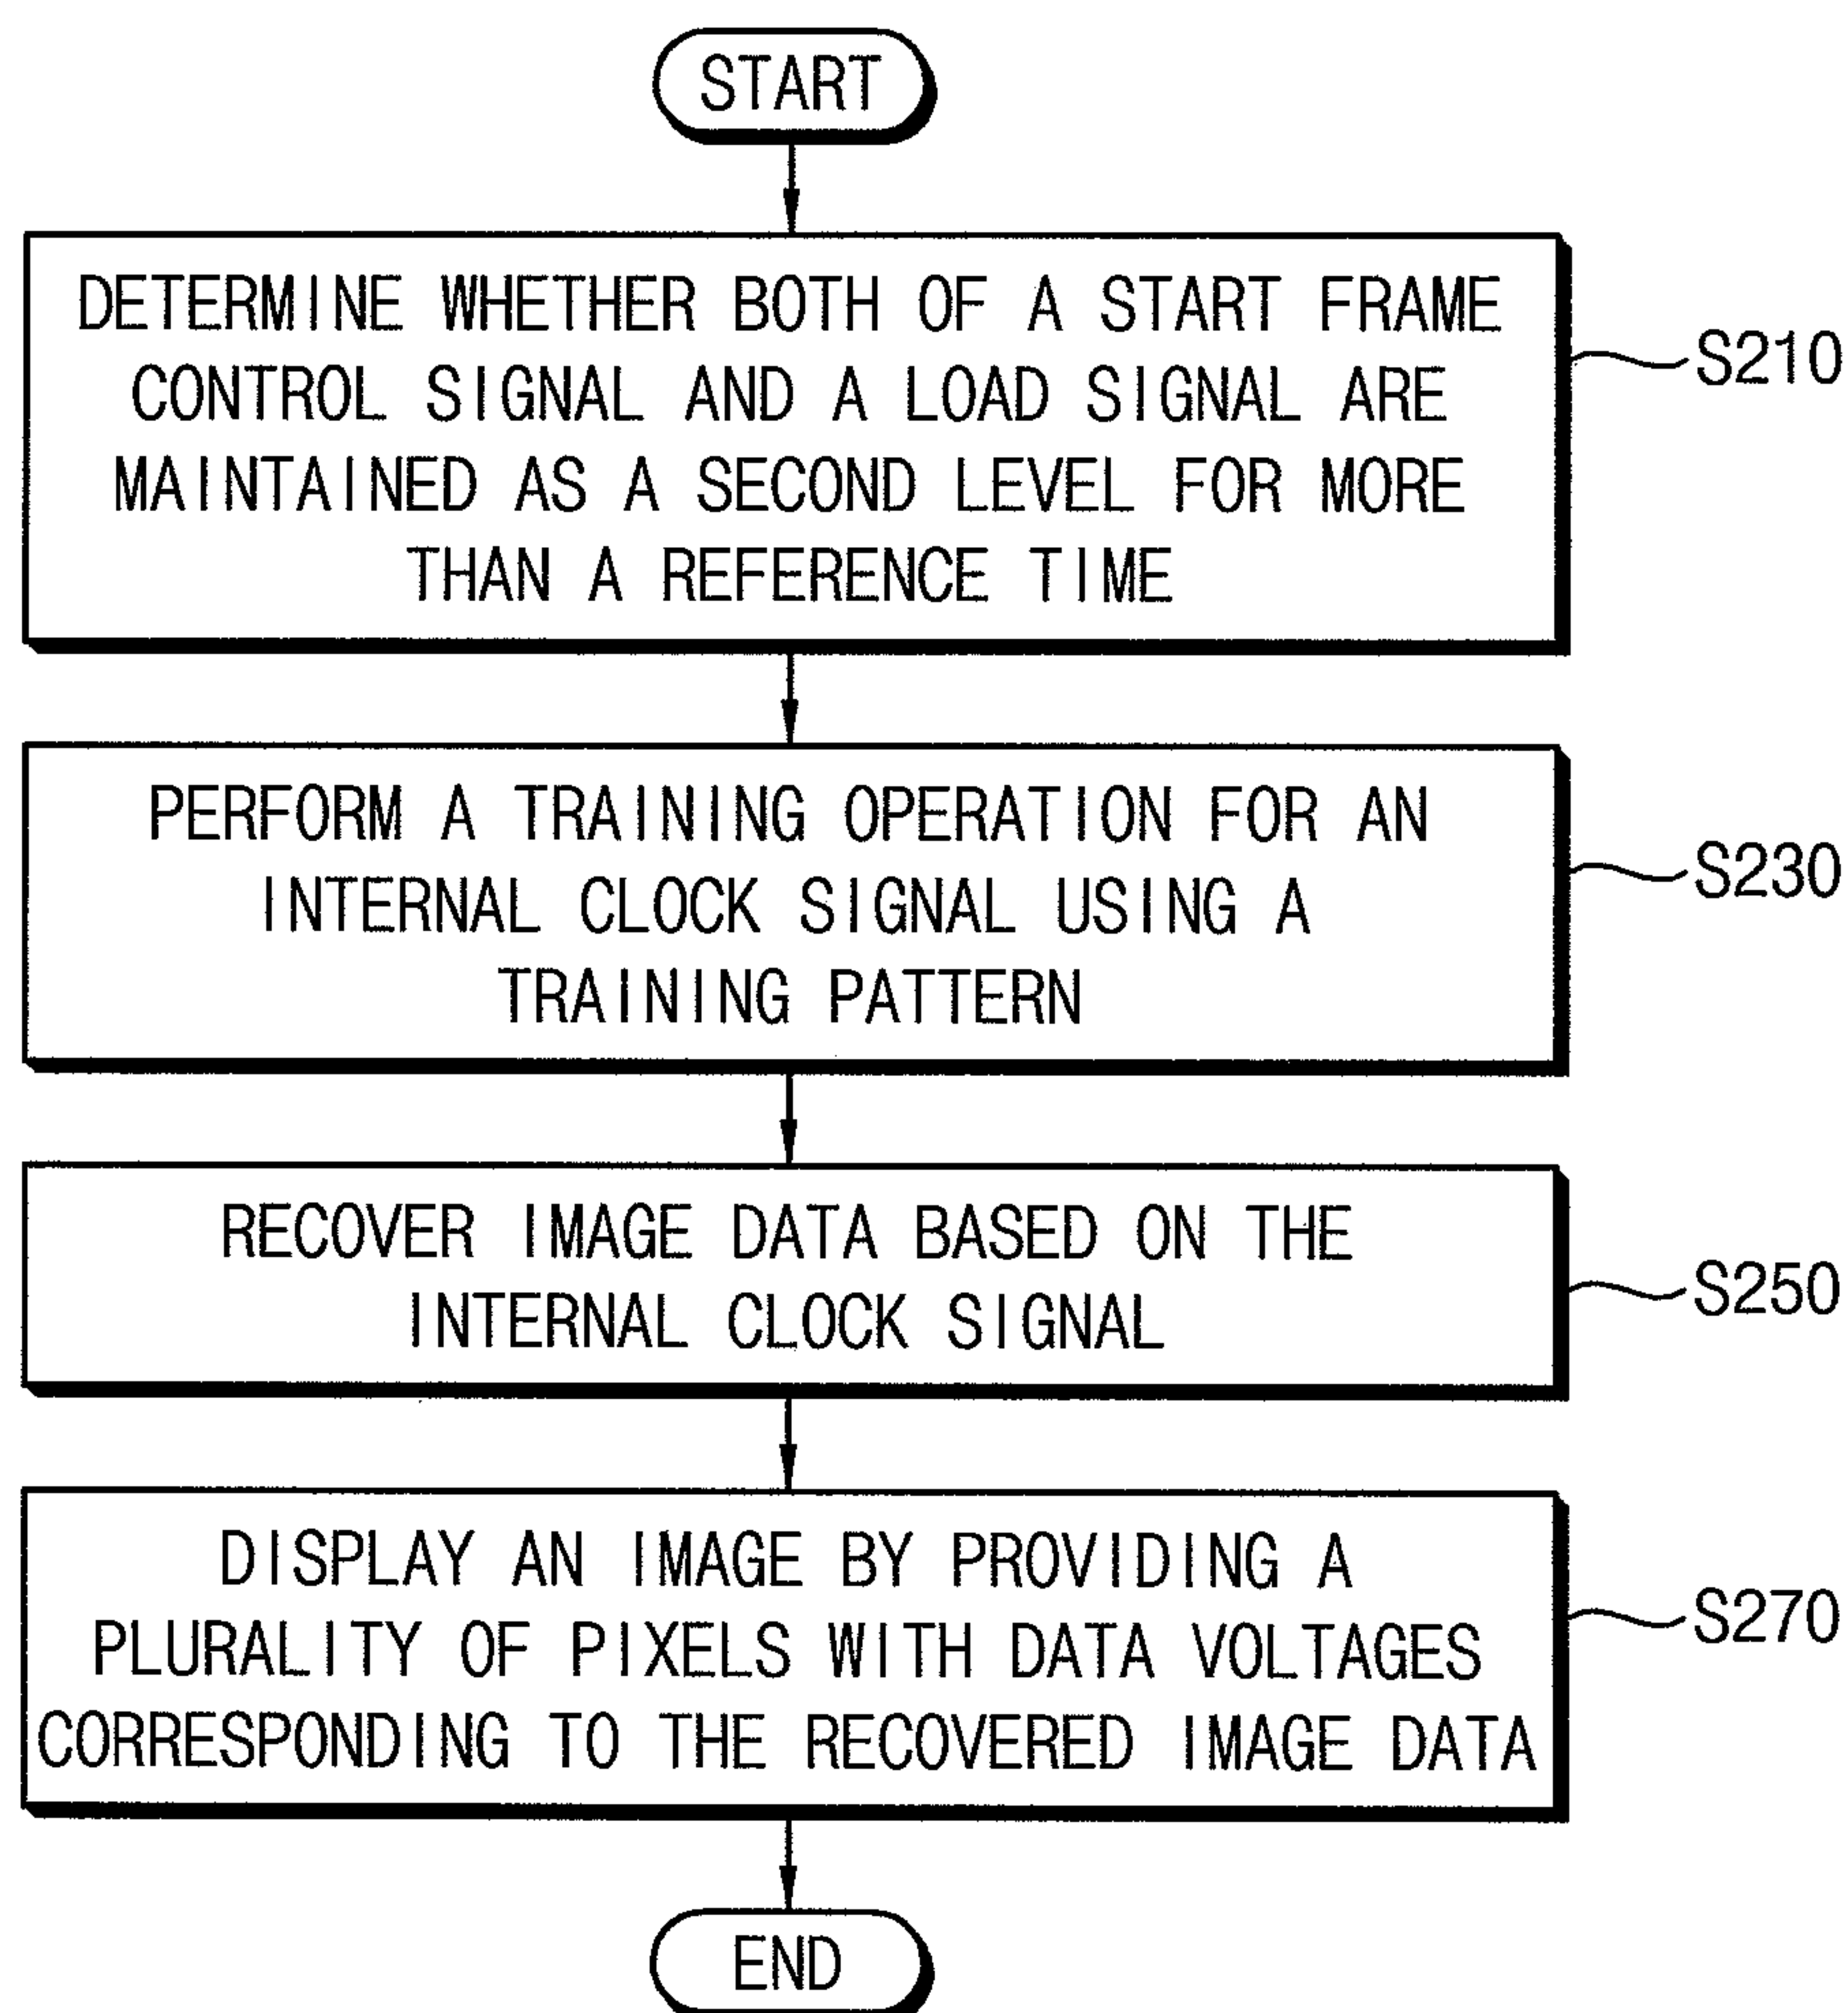 START
DETERMINE WHETHER BOTH OF A START FRAME
CONTROL SIGNAL AND A LOAD SIGNAL ARE
MAINTAINED AS A SECOND LEVEL FOR MORE
THAN A REFERENCE TIME
S210
PERFORM A TRAINING OPERATION FOR AN
INTERNAL CLOCK SIGNAL USING A
TRAINING PATTERN
S230
RECOVER IMAGE DATA BASED ON THE
INTERNAL CLOCK SIGNAL
S250
DISPLAY AN IMAGE BY PROVIDING A
PLURALITY OF PIXELS WITH DATA VOLTAGES
CORRESPONDING TO THE RECOVERED IMAGE DATA
S270
END